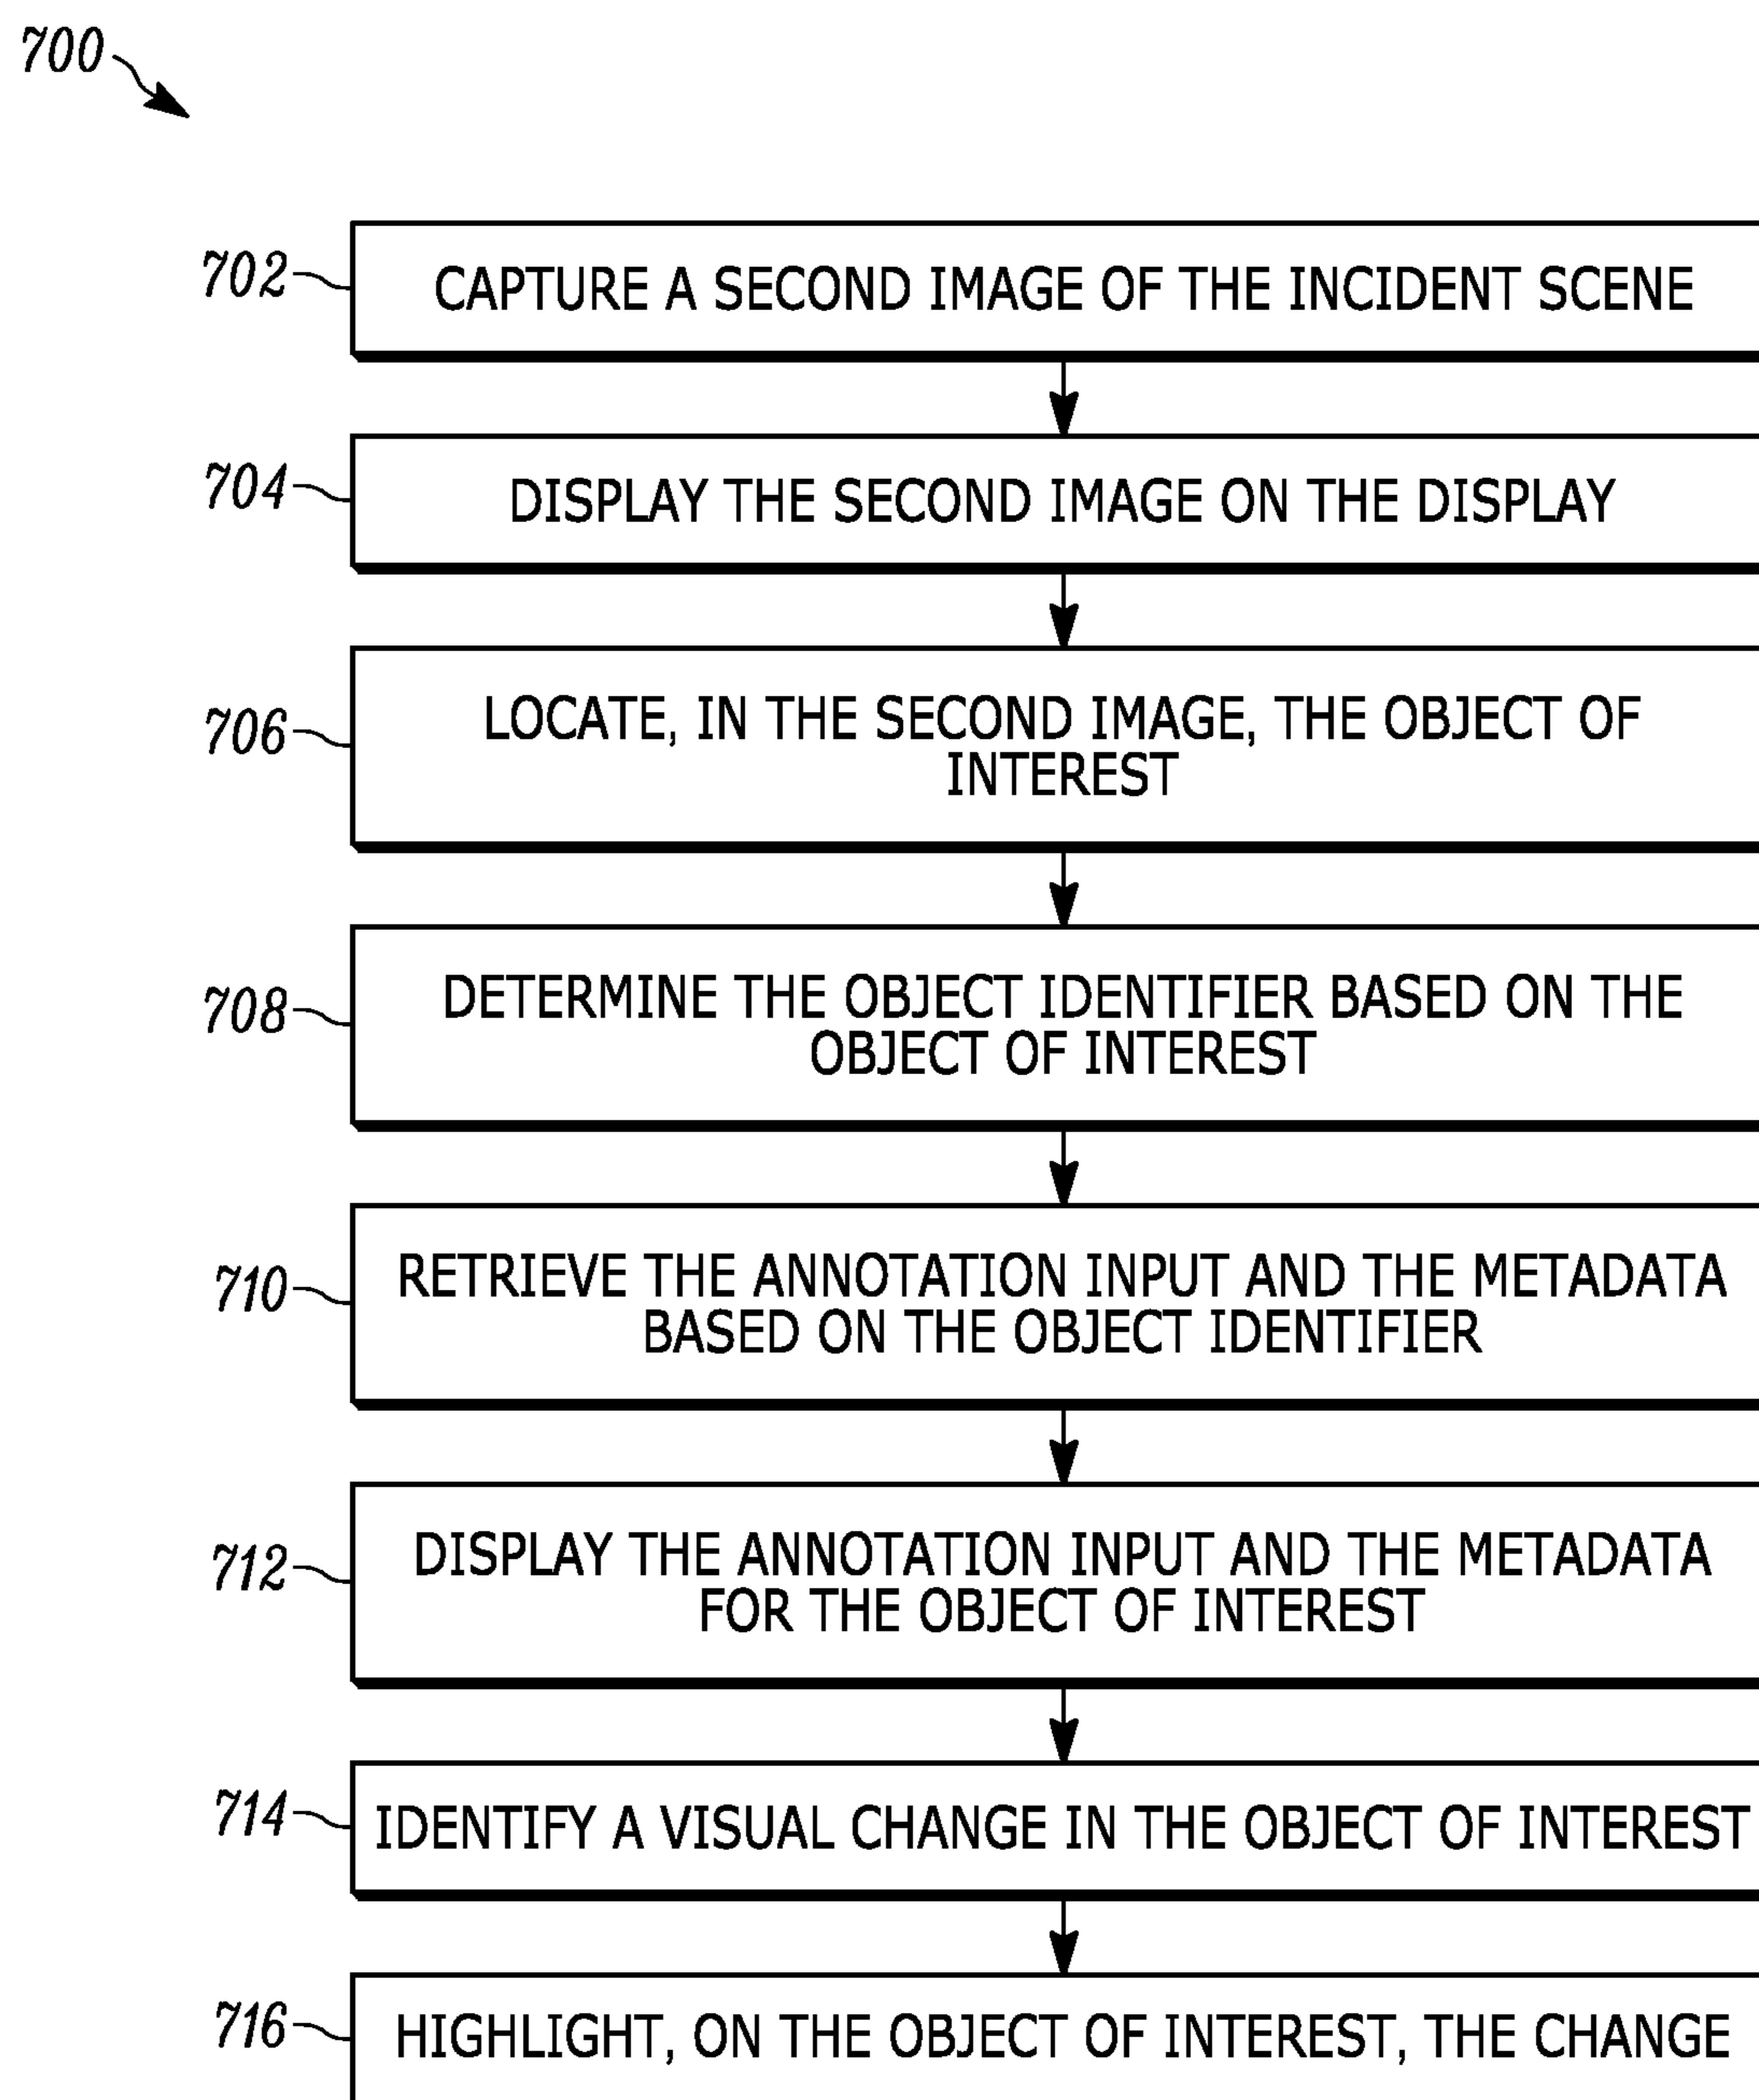 700
702
CAPTURE A SECOND IMAGE OF THE INCIDENT SCENE
704
DISPLAY THE SECOND IMAGE ON THE DISPLAY
706
LOCATE, IN THE SECOND IMAGE, THE OBJECT OF
INTEREST
708
DETERMINE THE OBJECT IDENTIFIER BASED ON THE
OBJECT OF INTEREST
710
RETRIEVE THE ANNOTATION INPUT AND THE METADATA
BASED ON THE OBJECT IDENTIFIER
712
DISPLAY THE ANNOTATION INPUT AND THE METADATA
FOR THE OBJECT OF INTEREST
714
IDENTIFY A VISUAL CHANGE IN THE OBJECT OF INTEREST
716
HIGHLIGHT, ON THE OBJECT OF INTEREST, THE CHANGE